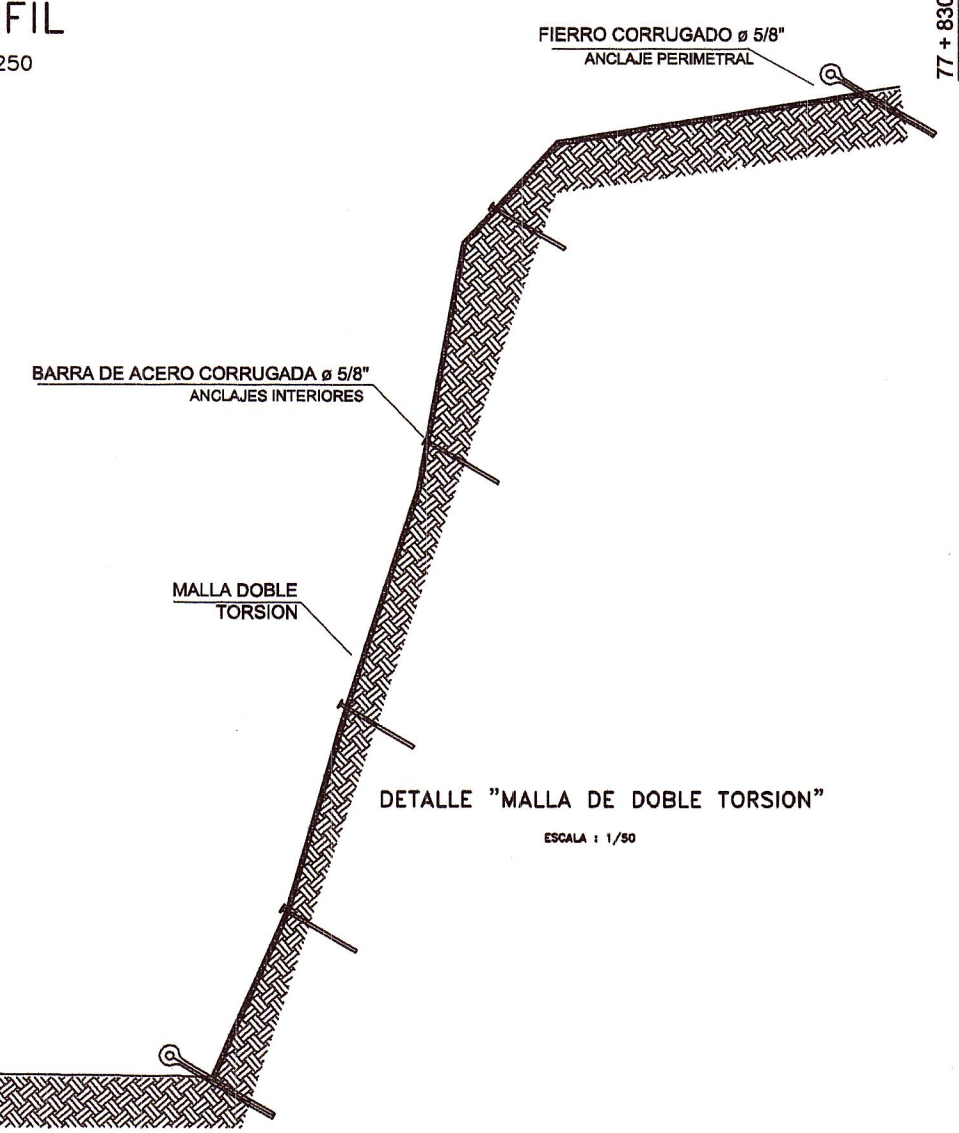 FIL
250
FIERRO CORRUGADO ø 5/8"
ANCLAJE PERIMETRAL
77 + 830
BARRA DE ACERO CORRUGADA ø 5/8"
ANCLAJES INTERIORES
MALLA DOBLE
TORSION
DETALLE "MALLA DE DOBLE TORSION"
ESCALA : 1/50